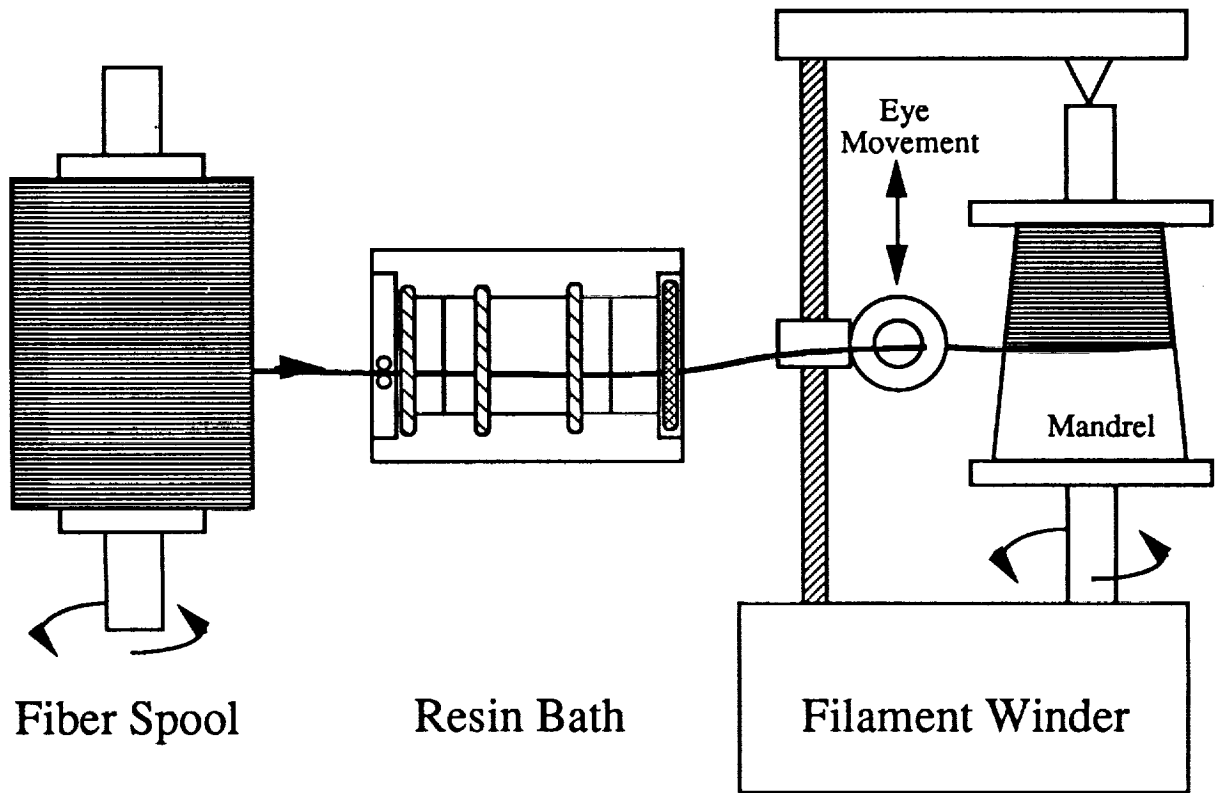 Eye
Movement
Mandrel
Fiber Spool
Resin Bath
Filament Winder